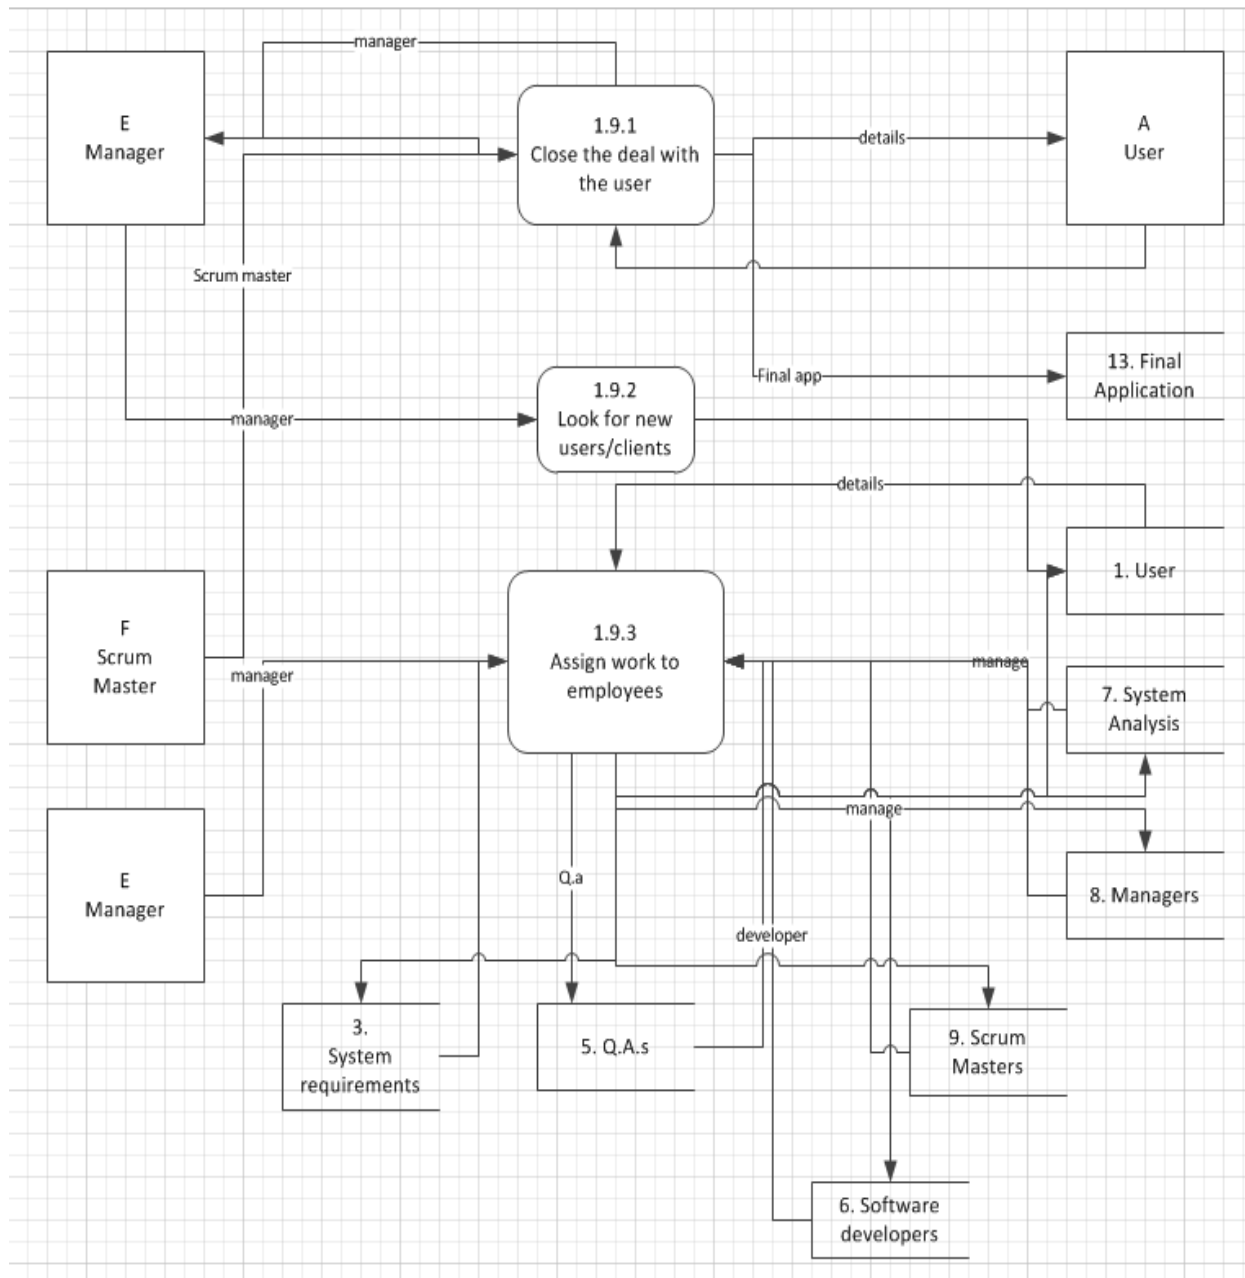 manager
E
Manager
1.9.1
Close the deal with
the user
details
A
User
Scrum master
13. Final
Application
Final app
1.9.2
Look for new
users/clients
manager
details
1. User
F
Scrum
Master
manager
1.9.3
Assign work to
employees
manage
7. System
Analysis
manage
E
Manager
8. Managers
Q.a
developer
3.
System
requirements
5. Q.A.s
9. Scrum
Masters
6. Software
developers